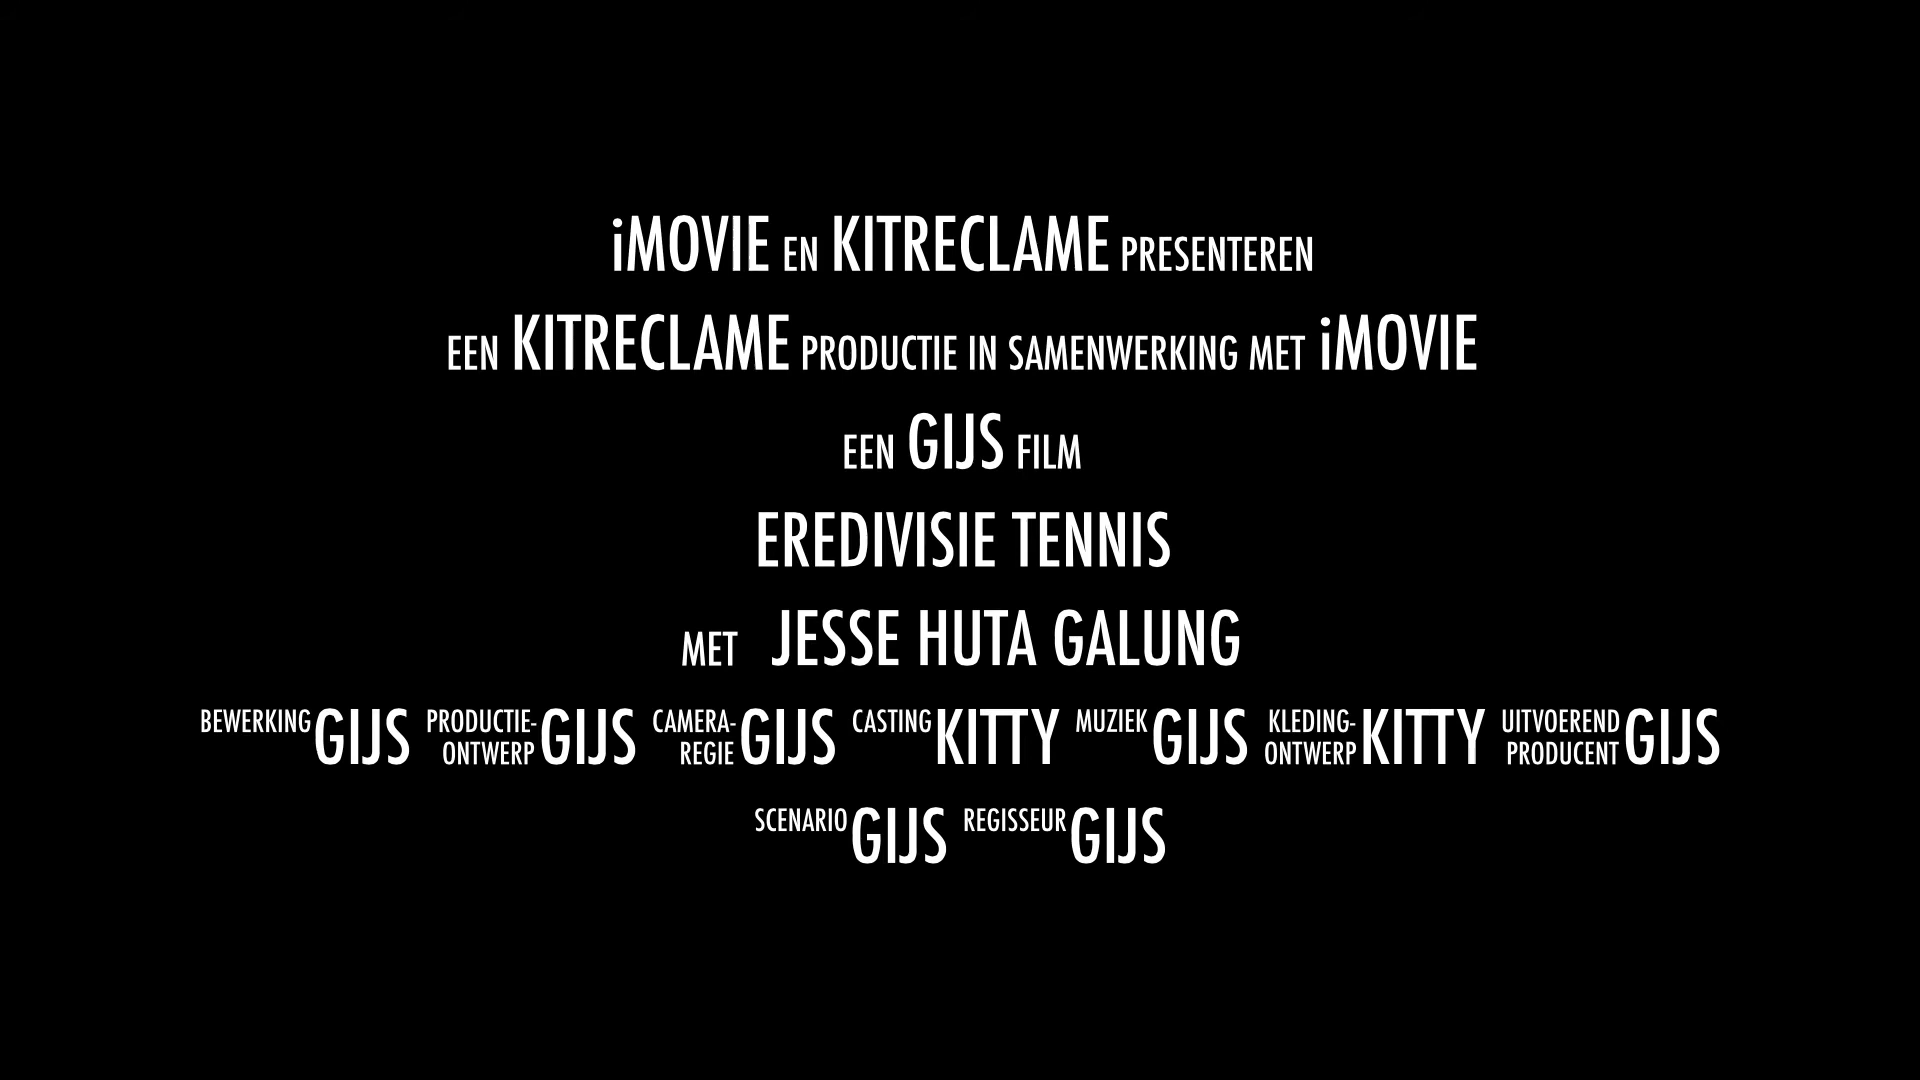 iMOVIE EN KITRECLAME PRESENTEREN
EEN KITRECLAME PRODUCTIE IN SAMENWERKING MET iMOVIE
EEN GIJS FILM
EREDIVISIE TENNIS
MET JESSE HUTA GALUNG
BEWERKING GIJS PRODUCTIE-ONTWERP GIJS CAMERA-REGIE GIJS CASTING KITTY MUZIEK GIJS KLEDING-ONTWERP KITTY UITVOEREND PRODUCENT GIJS
SCENARIO GIJS REGISSEUR GIJS